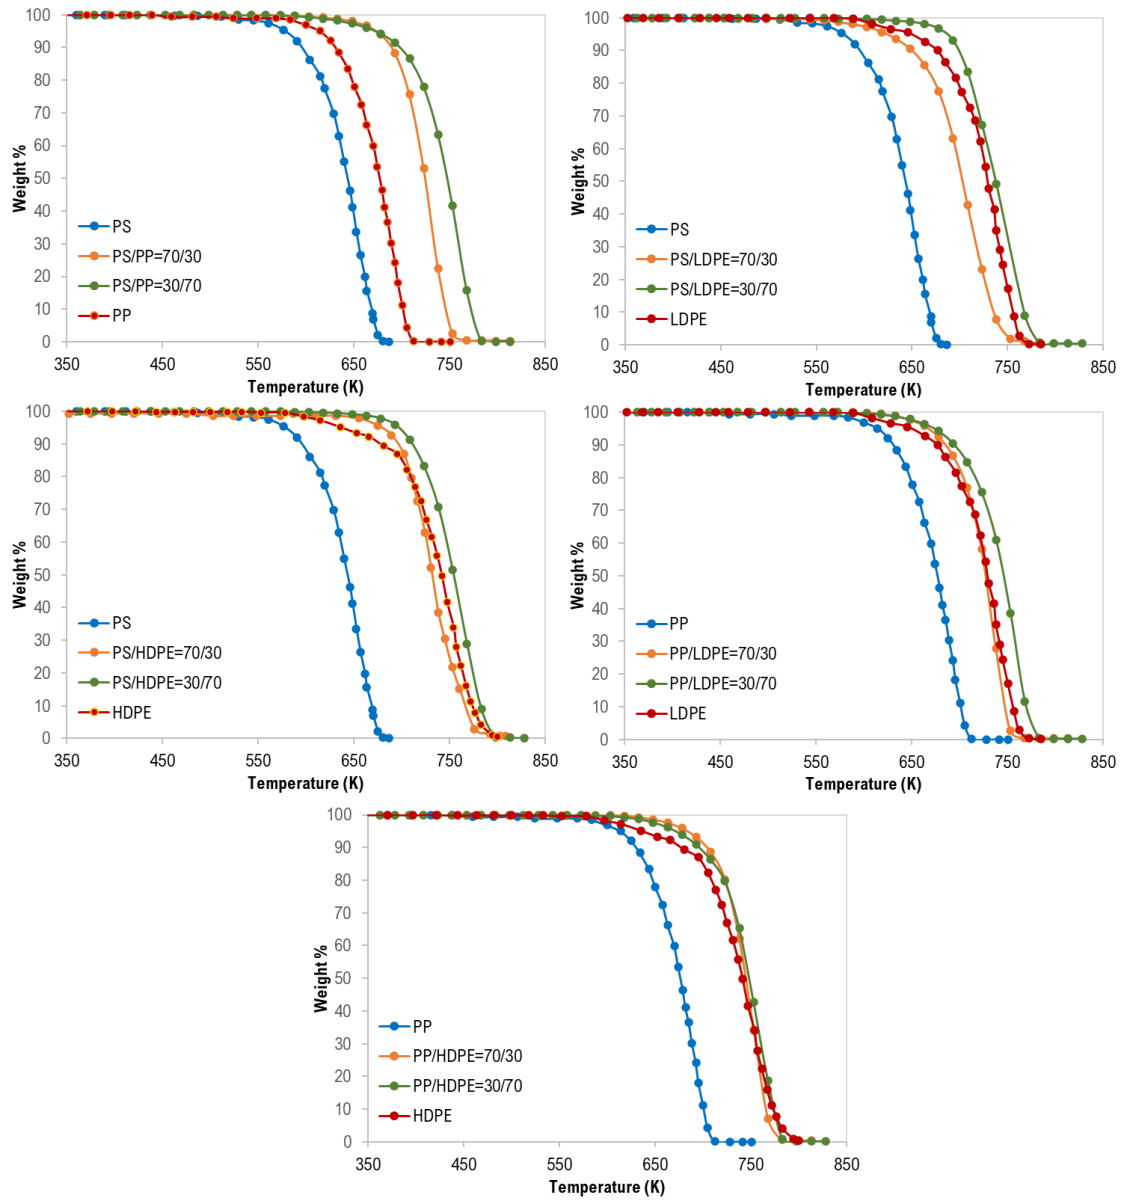 100
90
80
70
60
50
40
30
20
10
0
Weight %
PS
PS/PP=70/30
PS/PP=30/70
PP
350 450 550 650 750 850
Temperature (K)
100
90
80
70
60
50
40
30
20
10
0
Weight %
PS
PS/LDPE=70/30
PS/LDPE=30/70
LDPE
350 450 550 650 750 850
Temperature (K)
100
90
80
70
60
50
40
30
20
10
0
Weight %
PS
PS/HDPE=70/30
PS/HDPE=30/70
HDPE
350 450 550 650 750 850
Temperature (K)
100
90
80
70
60
50
40
30
20
10
0
Weight %
PP
PP/LDPE=70/30
PP/LDPE=30/70
LDPE
350 450 550 650 750 850
Temperature (K)
100
90
80
70
60
50
40
30
20
10
0
Weight %
PP
PP/HDPE=70/30
PP/HDPE=30/70
HDPE
350 450 550 650 750 850
Temperature (K)